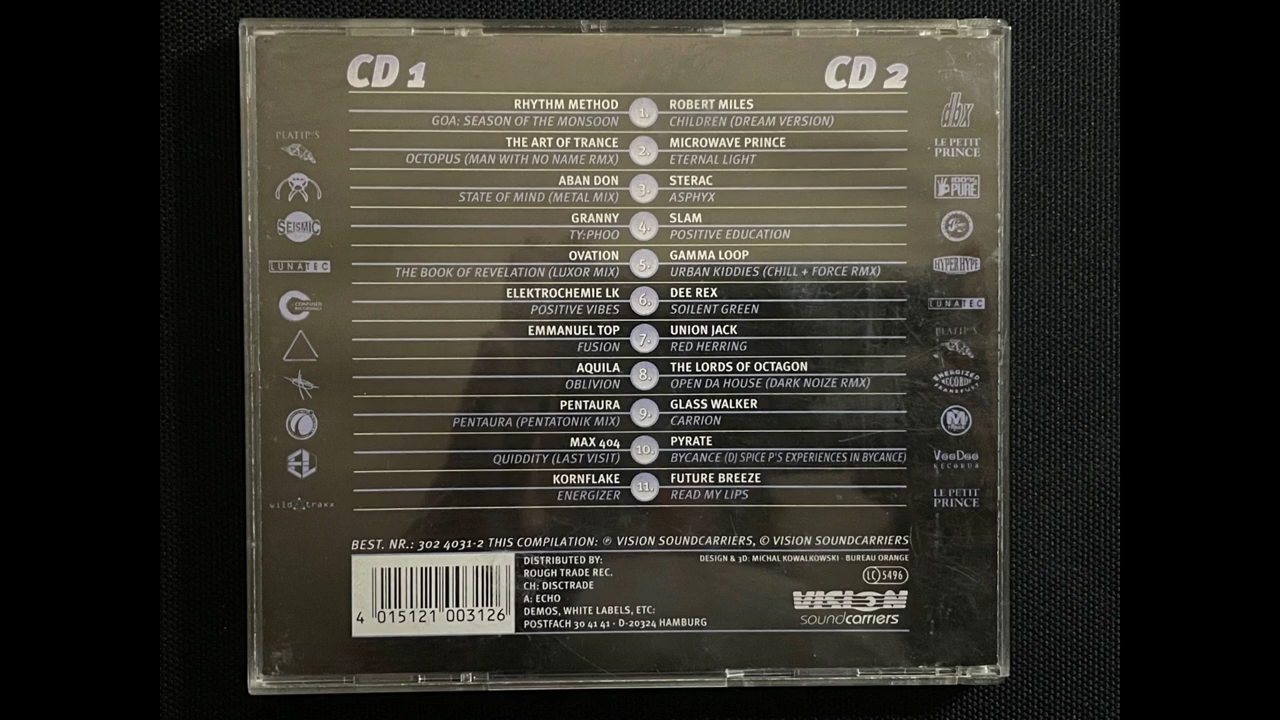 CD 1
CD 2
RHYTHM METHOD
GOA: SEASON OF THE MONSOON
1.
ROBERT MILES
CHILDREN (DREAM VERSION)
THE ART OF TRANCE
OCTOPUS (MAN WITH NO NAME RMX)
2.
MICROWAVE PRINCE
ETERNAL LIGHT
ABAN DON
STATE OF MIND (METAL MIX)
3.
STERAC
ASPHYX
GRANNY
TY:PHOO
4.
SLAM
POSITIVE EDUCATION
OVATION
THE BOOK OF REVELATION (LUXOR MIX)
5.
GAMMA LOOP
URBAN KIDDIES (CHILL + FORCE RMX)
ELEKTROCHEMIE LK
POSITIVE VIBES
6.
DEE REX
SOILENT GREEN
EMMANUEL TOP
FUSION
7.
UNION JACK
RED HERRING
AQUILA
OBLIVION
8.
THE LORDS OF OCTAGON
OPEN DA HOUSE (DARK NOIZE RMX)
PENTAURA
PENTAURA (PENTATONIK MIX)
9.
GLASS WALKER
CARRION
MAX 404
QUIDDITY (LAST VISIT)
10.
PYRATE
BYCANCE (DJ SPICE P'S EXPERIENCES IN BYCANCE)
KORNFLAKE
ENERGIZER
11.
FUTURE BREEZE
READ MY LIPS
PLATIP'S
SEISMIC
LUNATEC
CONFUSED
RECORDINGS
wild traxx
dbx
LE PETIT
PRINCE
100%
PURE
HYPER HYPE
LUNATEC
PLATIP'S
ENERGIZED
RECORDS
FRANKFURT
M
VooDoo
RECORDS
LE PETIT
PRINCE
BEST. NR.: 302 4031-2 THIS COMPILATION: ℗ VISION SOUNDCARRIERS, © VISION SOUNDCARRIERS
4 015121 003126
DISTRIBUTED BY:
ROUGH TRADE REC.
CH: DISCTRADE
A: ECHO
DEMOS, WHITE LABELS, ETC:
POSTFACH 30 41 41 · D-20324 HAMBURG
DESIGN & 3D: MICHAL KOWALKOWSKI · BUREAU ORANGE
LC 5496
VISION
soundcarriers